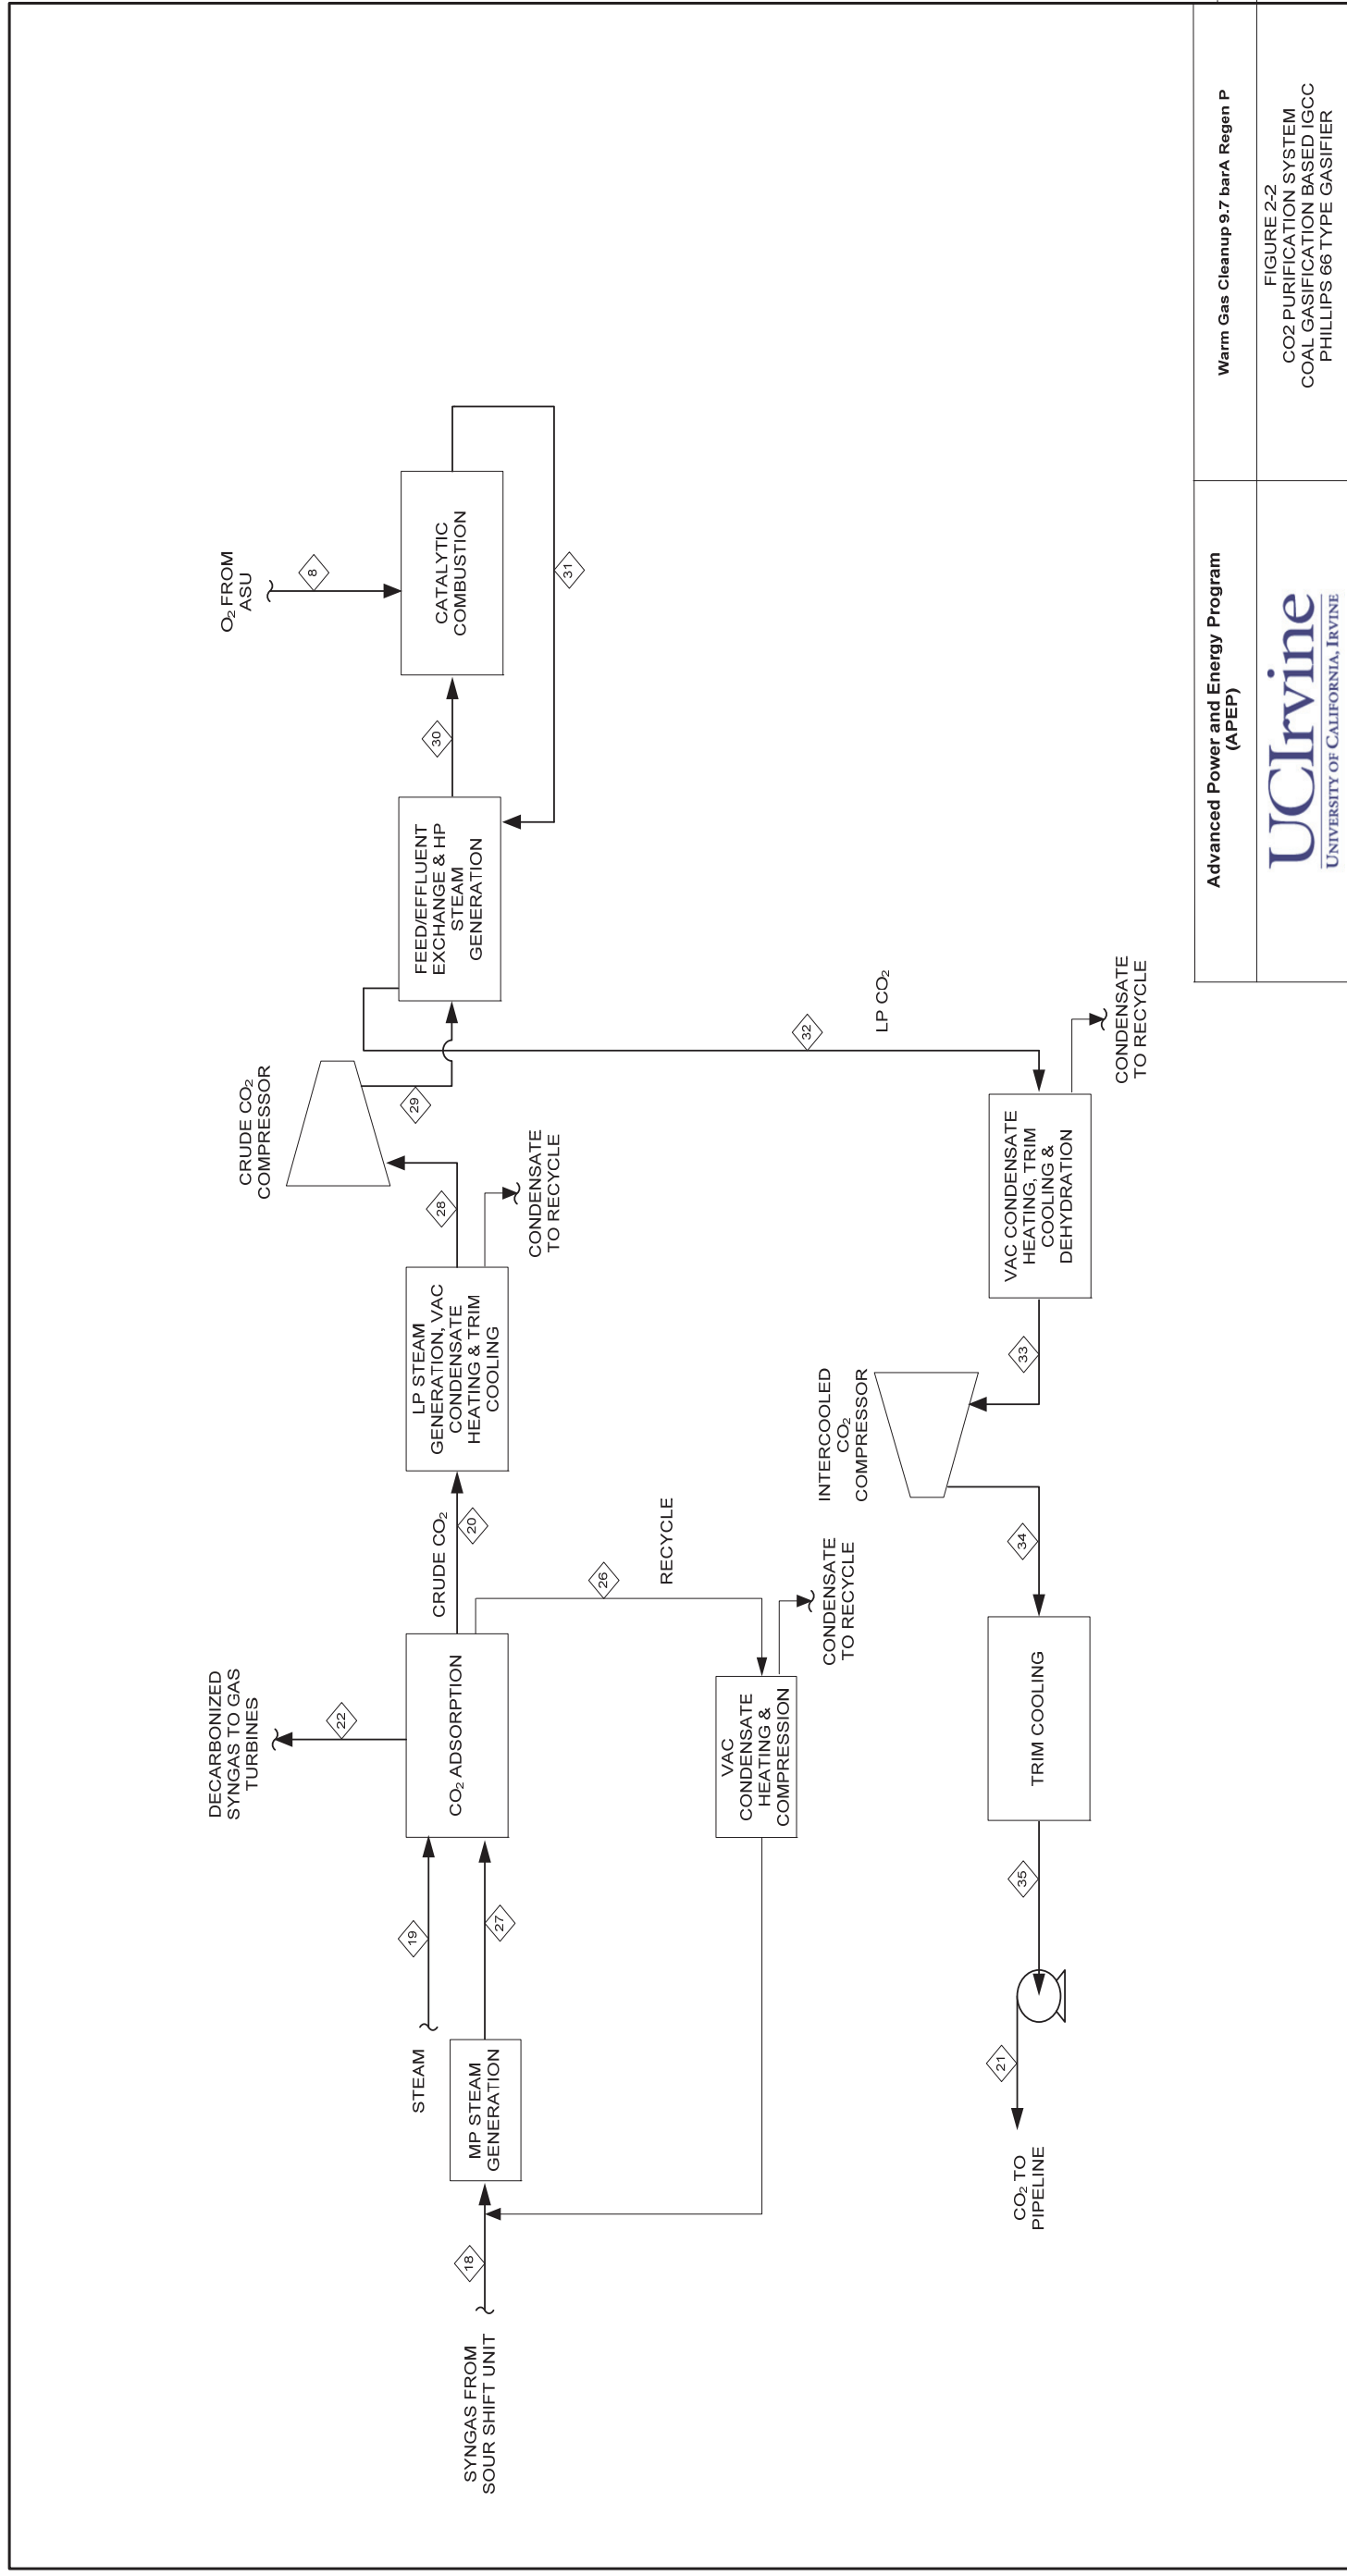 O₂ FROM
ASU
8
CRUDE CO₂
COMPRESSOR
DECARBONIZED
SYNGAS TO GAS
TURBINES
22
STEAM
19
SYNGAS FROM
SOUR SHIFT UNIT
18
MP STEAM
GENERATION
27
CO₂ ADSORPTION
CRUDE CO₂
20
LP STEAM
GENERATION, VAC
CONDENSATE
HEATING & TRIM
COOLING
28
CONDENSATE
TO RECYCLE
29
FEED/EFFLUENT
EXCHANGE & HP
STEAM
GENERATION
30
CATALYTIC
COMBUSTION
31
26
RECYCLE
VAC
CONDENSATE
HEATING &
COMPRESSION
CONDENSATE
TO RECYCLE
32
LP CO₂
VAC CONDENSATE
HEATING, TRIM
COOLING &
DEHYDRATION
CONDENSATE
TO RECYCLE
33
INTERCOOLED
CO₂
COMPRESSOR
34
TRIM COOLING
35
21
CO₂ TO
PIPELINE
Advanced Power and Energy Program
(APEP)
Warm Gas Cleanup 9.7 barA Regen P
UCIrvine
UNIVERSITY OF CALIFORNIA, IRVINE
FIGURE 2-2
CO2 PURIFICATION SYSTEM
COAL GASIFICATION BASED IGCC
PHILLIPS 66 TYPE GASIFIER